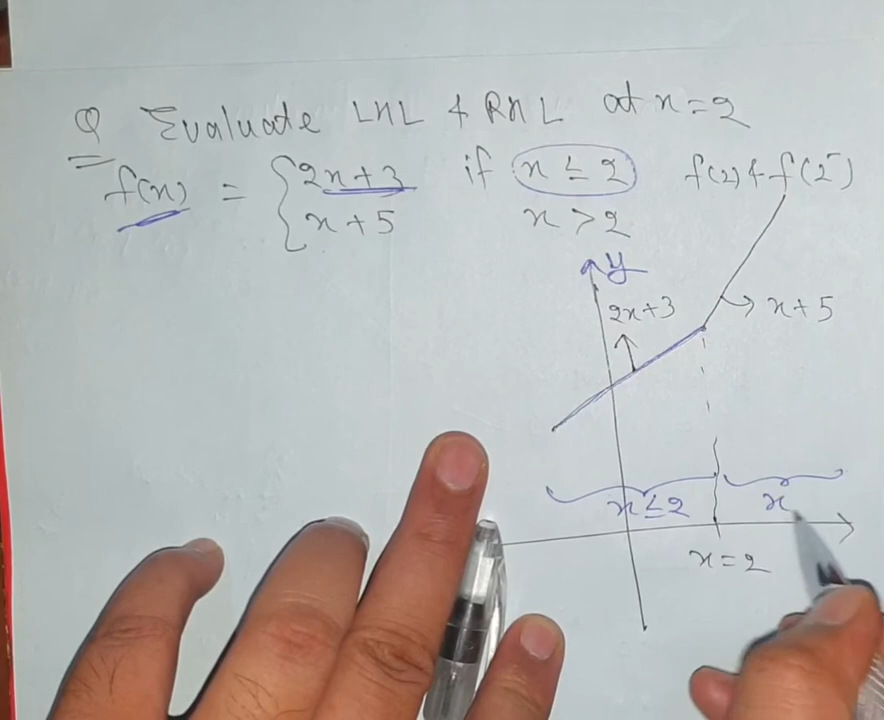 Q Evaluate LHL & RHL at x=2
f(x) = { 2x+3 if x ≤ 2 f(2) & f(2⁻)
x+5 x > 2
y
2x+3
x+5
x≤2 x
x=2